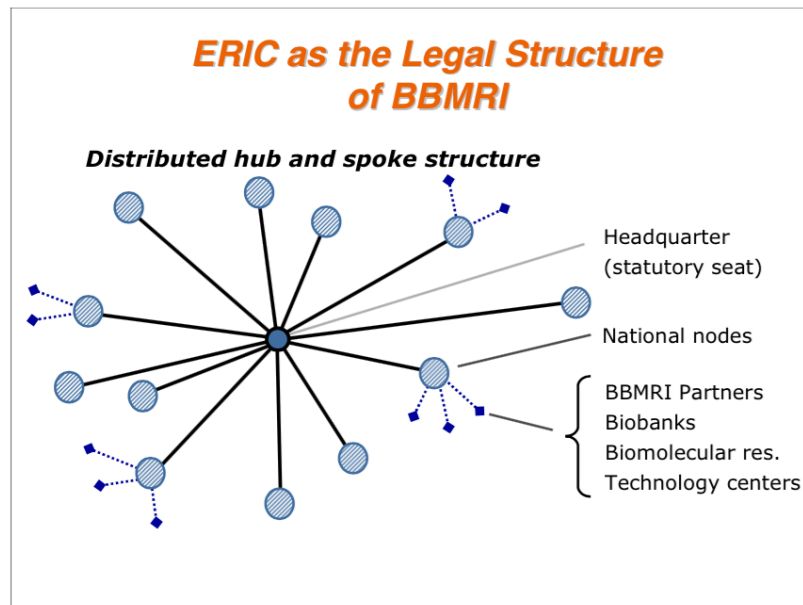 ERIC as the Legal Structure
of BBMRI
Distributed hub and spoke structure
Headquarter
(statutory seat)
National nodes
BBMRI Partners
Biobanks
Biomolecular res.
Technology centers